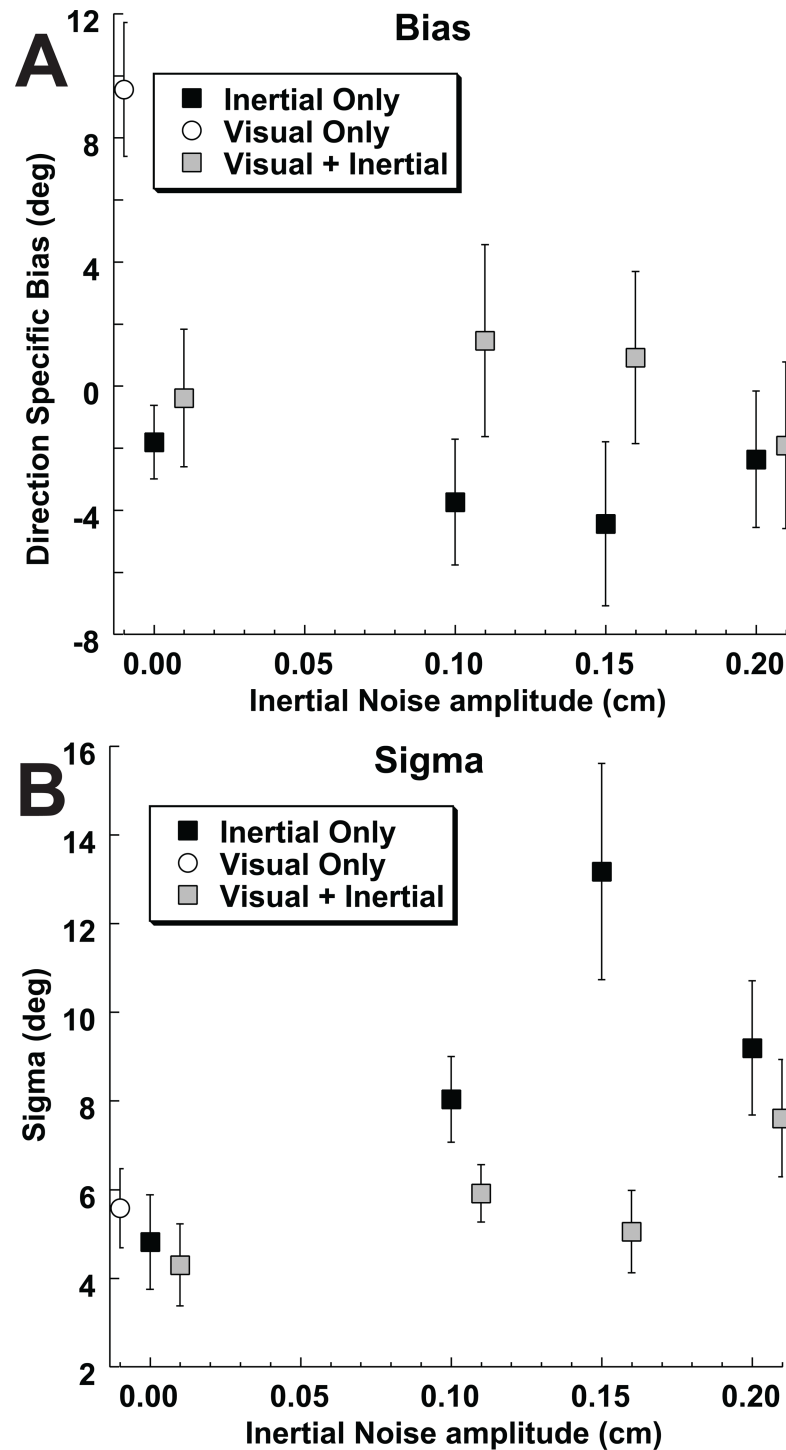 A
Bias
12
8
4
0
-4
-8
Direction Specific Bias (deg)
Inertial Only
Visual Only
Visual + Inertial
0.00 0.05 0.10 0.15 0.20
Inertial Noise amplitude (cm)
B
Sigma
16
14
12
10
8
6
4
2
Sigma (deg)
Inertial Only
Visual Only
Visual + Inertial
0.00 0.05 0.10 0.15 0.20
Inertial Noise amplitude (cm)